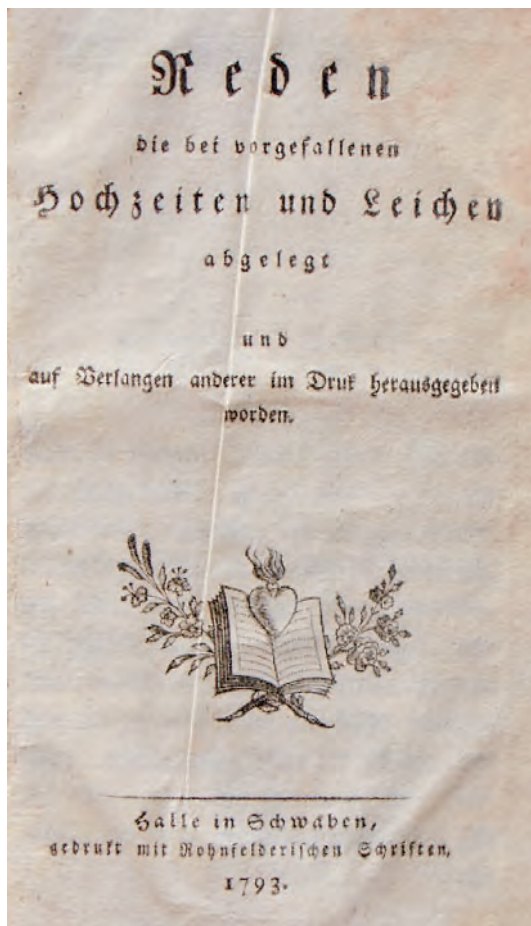 Reden
die bei vorgefallenen
Hochzeiten und Leichen
abgelegt
und
auf Verlangen anderer im Druk herausgegeben
worden.
Halle in Schwaben,
gedrukt mit Rohnfelderischen Schriften,
1793.